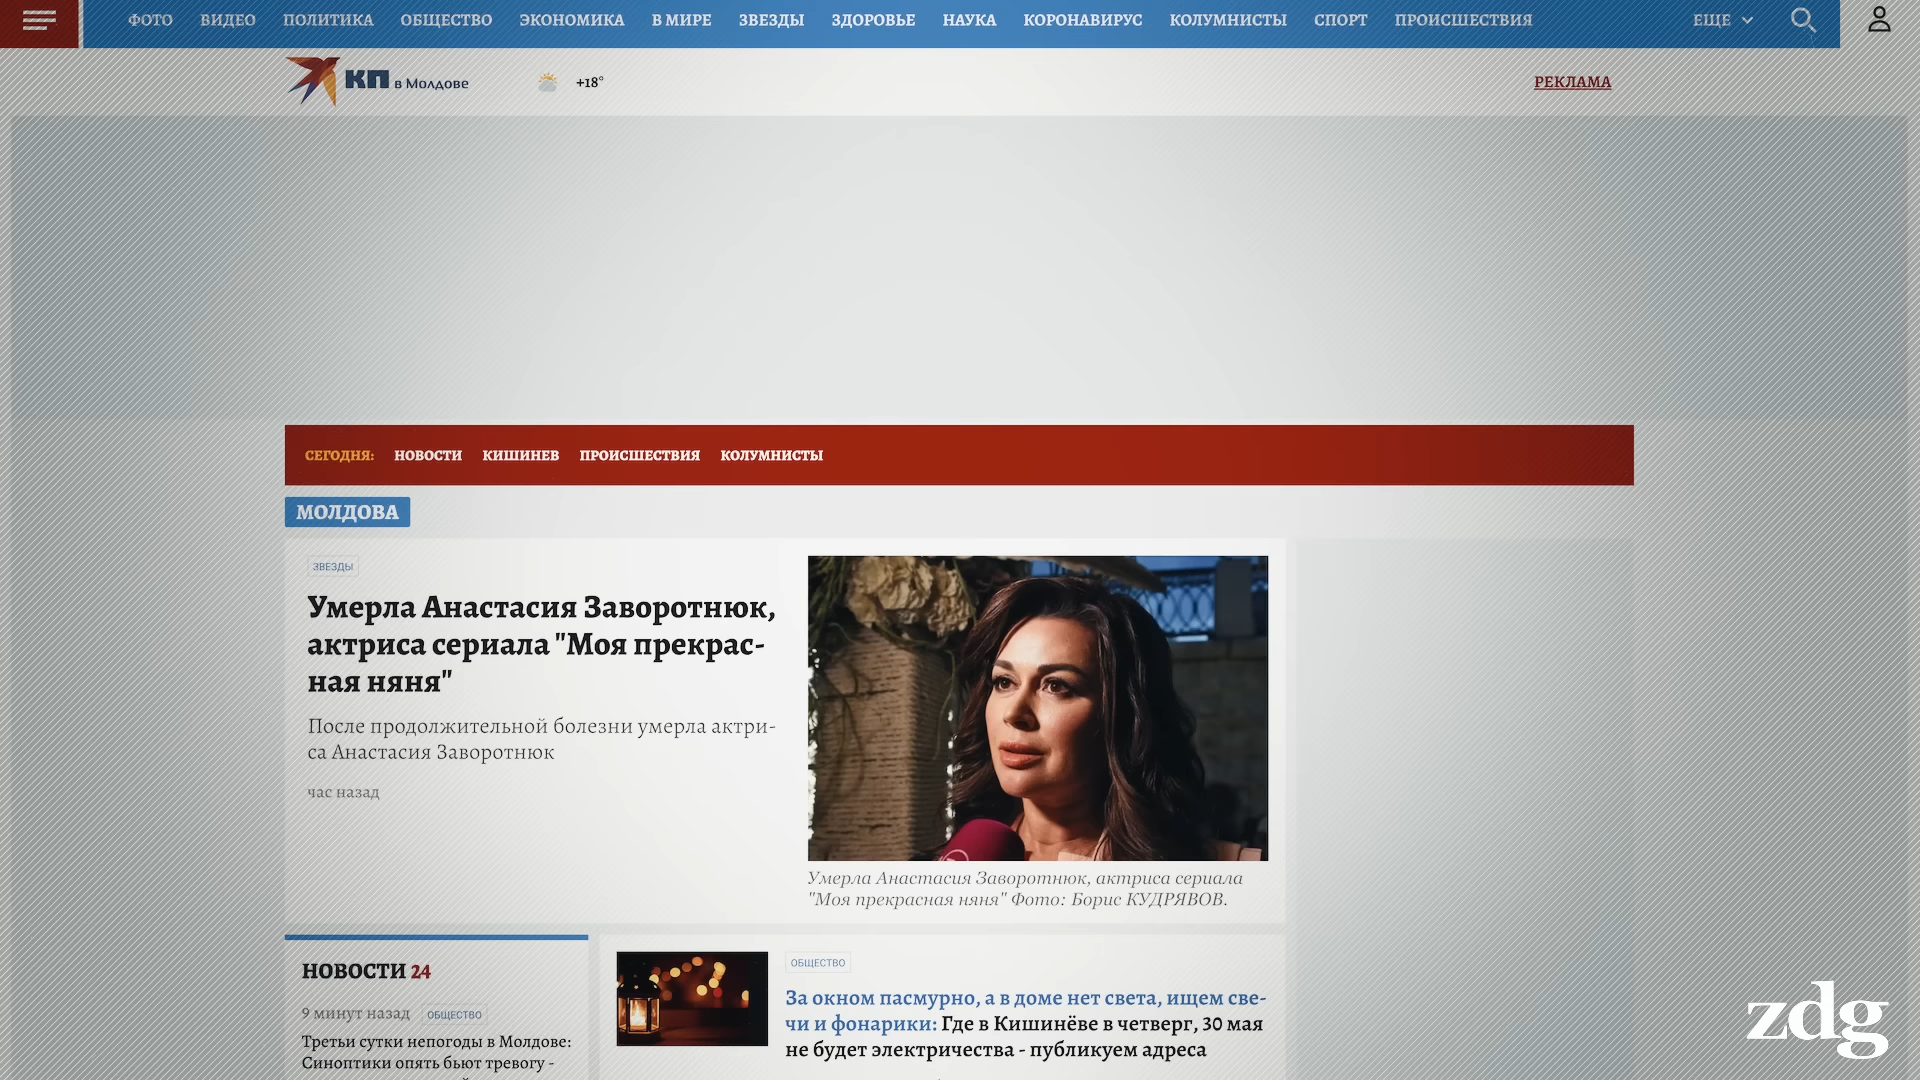 ФОТО ВИДЕО ПОЛИТИКА ОБЩЕСТВО ЭКОНОМИКА В МИРЕ ЗВЕЗДЫ ЗДОРОВЬЕ НАУКА КОРОНАВИРУС КОЛУМНИСТЫ СПОРТ ПРОИСШЕСТВИЯ ЕЩЕ
КП в Молдове +18° РЕКЛАМА
СЕГОДНЯ: НОВОСТИ КИШИНЕВ ПРОИСШЕСТВИЯ КОЛУМНИСТЫ
МОЛДОВА
ЗВЕЗДЫ
Умерла Анастасия Заворотнюк,
актриса сериала "Моя прекрас-
ная няня"
После продолжительной болезни умерла актри-
са Анастасия Заворотнюк
час назад
Умерла Анастасия Заворотнюк, актриса сериала
"Моя прекрасная няня" Фото: Борис КУДРЯВОВ.
НОВОСТИ 24
9 минут назад ОБЩЕСТВО
Третьи сутки непогоды в Молдове:
Синоптики опять бьют тревогу -
ОБЩЕСТВО
За окном пасмурно, а в доме нет света, ищем све-
чи и фонарики: Где в Кишинёве в четверг, 30 мая
не будет электричества - публикуем адреса
zdg